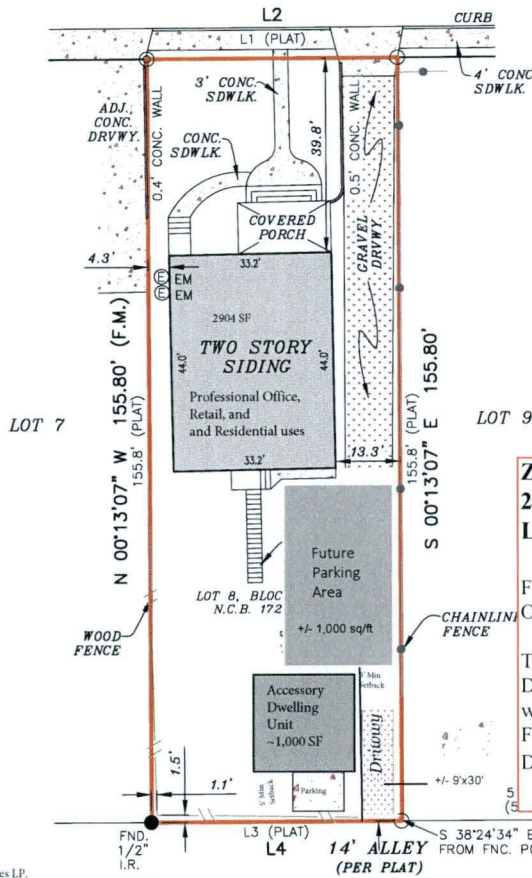 L2
CURB
L1 (PLAT)
3' CONC.
SDWLK.
4' CONC.
SDWLK.
ADJ.
CONC.
DRVWY.
0.4' CONC. WALL
CONC.
SDWLK.
39.8'
0.5' CONC. WALL
COVERED
PORCH
GRAVEL
DRVWY
4.3'
33.2'
E EM
E EM
2904 SF
TWO STORY
SIDING
44.0'
44.0'
Professional Office,
Retail, and
and Residential uses
LOT 7
N 00°13'07" W 155.80' (F.M.)
155.8' (PLAT)
155.8' (PLAT)
S 00°13'07" E 155.80'
LOT 9
33.2'
13.3'
Future
Parking
Area
+/- 1,000 sq/ft
LOT 8, BLOC
N.C.B. 172
WOOD
FENCE
CHAINLIN
FENCE
Accessory
Dwelling
Unit
~1,000 SF
Setback
Driwwy
Parking
5' Min
Setback
+/- 9'x30'
1.5'
1.1'
FND.
1/2"
I.R.
L3 (PLAT)
L4
14' ALLEY
(PER PLAT)
S 38°24'34" E
FROM FNC. PO
es LP.
Z
2
L
F
O
T
D
w
F
D
5
(5